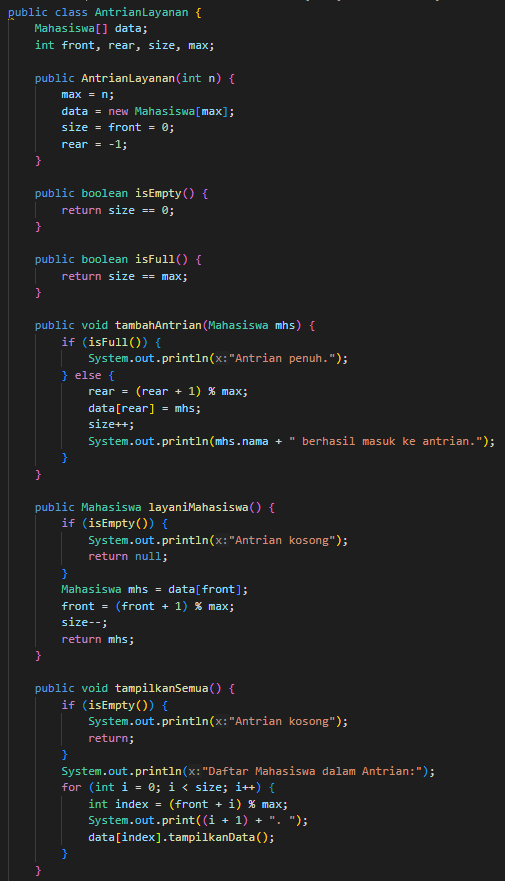 public class AntrianLayanan {
    Mahasiswa[] data;
    int front, rear, size, max;

    public AntrianLayanan(int n) {
        max = n;
        data = new Mahasiswa[max];
        size = front = 0;
        rear = -1;
    }

    public boolean isEmpty() {
        return size == 0;
    }

    public boolean isFull() {
        return size == max;
    }

    public void tambahAntrian(Mahasiswa mhs) {
        if (isFull()) {
            System.out.println(x:"Antrian penuh.");
        } else {
            rear = (rear + 1) % max;
            data[rear] = mhs;
            size++;
            System.out.println(mhs.nama + " berhasil masuk ke antrian.");
        }
    }

    public Mahasiswa layaniMahasiswa() {
        if (isEmpty()) {
            System.out.println(x:"Antrian kosong");
            return null;
        }
        Mahasiswa mhs = data[front];
        front = (front + 1) % max;
        size--;
        return mhs;
    }

    public void tampilkanSemua() {
        if (isEmpty()) {
            System.out.println(x:"Antrian kosong");
            return;
        }
        System.out.println(x:"Daftar Mahasiswa dalam Antrian:");
        for (int i = 0; i < size; i++) {
            int index = (front + i) % max;
            System.out.print((i + 1) + ". ");
            data[index].tampilkanData();
        }
    }